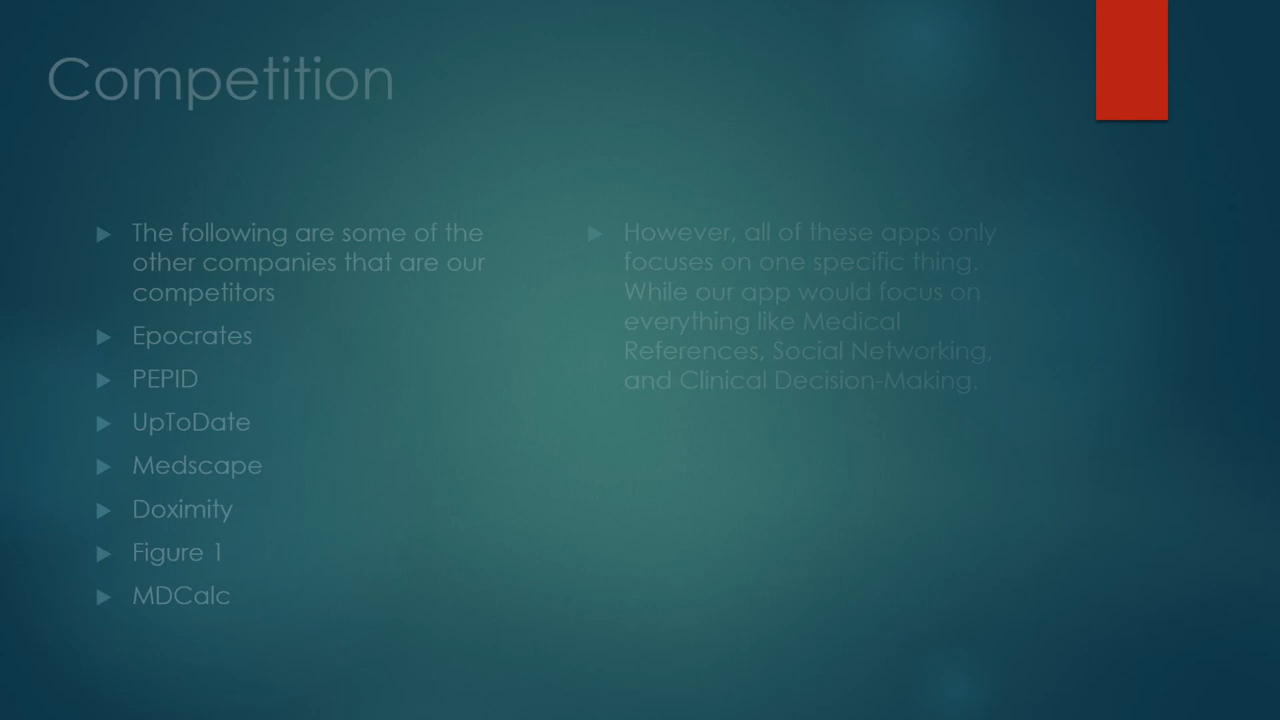 Competition
The following are some of the
other companies that are our
competitors
Epocrates
PEPID
UpToDate
Medscape
Doximity
Figure 1
MDCalc
However, all of these apps only
focuses on one specific thing.
While our app would focus on
everything like Medical
References, Social Networking,
and Clinical Decision-Making.